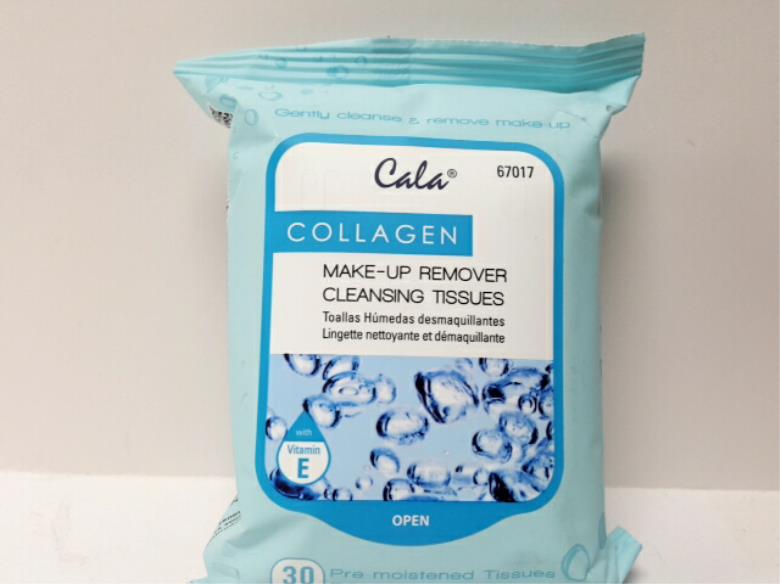 Gently cleanse & remove make up
Cala® 67017
COLLAGEN
MAKE-UP REMOVER
CLEANSING TISSUES
Toallas Húmedas desmaquillantes
Lingette nettoyante et démaquillante
with
Vitamin
E
OPEN
30 Pre moistened Tissues